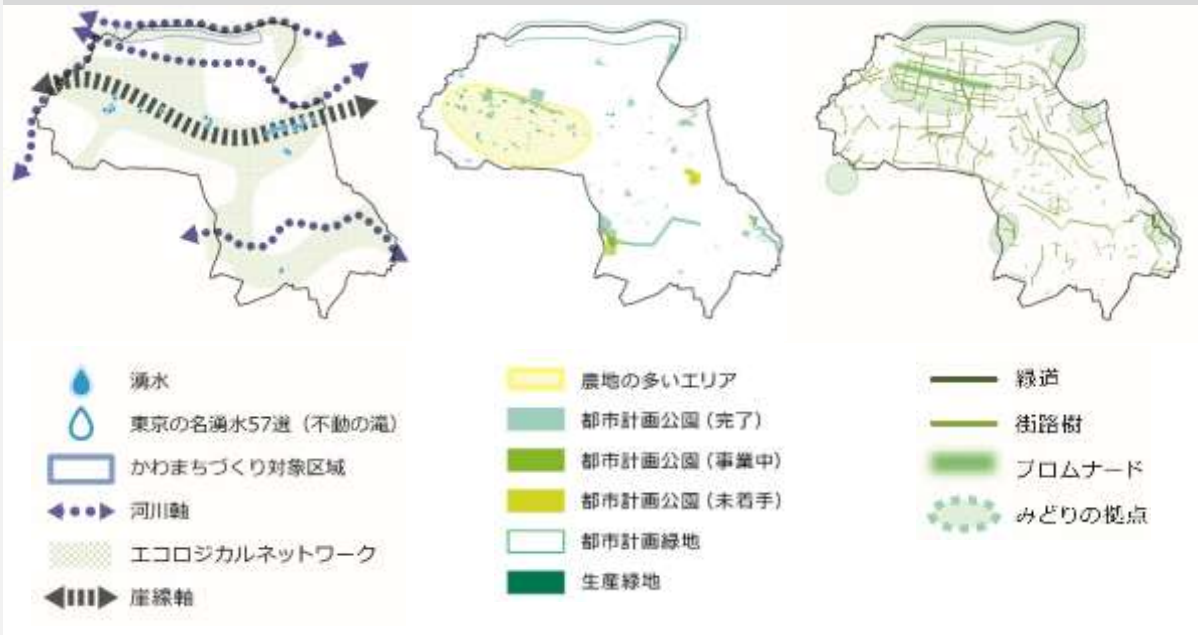 湧水
東京の名湧水57選（不動の滝）
かわまちづくり対象区域
河川軸
エコロジカルネットワーク
崖線軸
農地の多いエリア
都市計画公園（完了）
都市計画公園（事業中）
都市計画公園（未着手）
都市計画緑地
生産緑地
緑道
街路樹
プロムナード
みどりの拠点